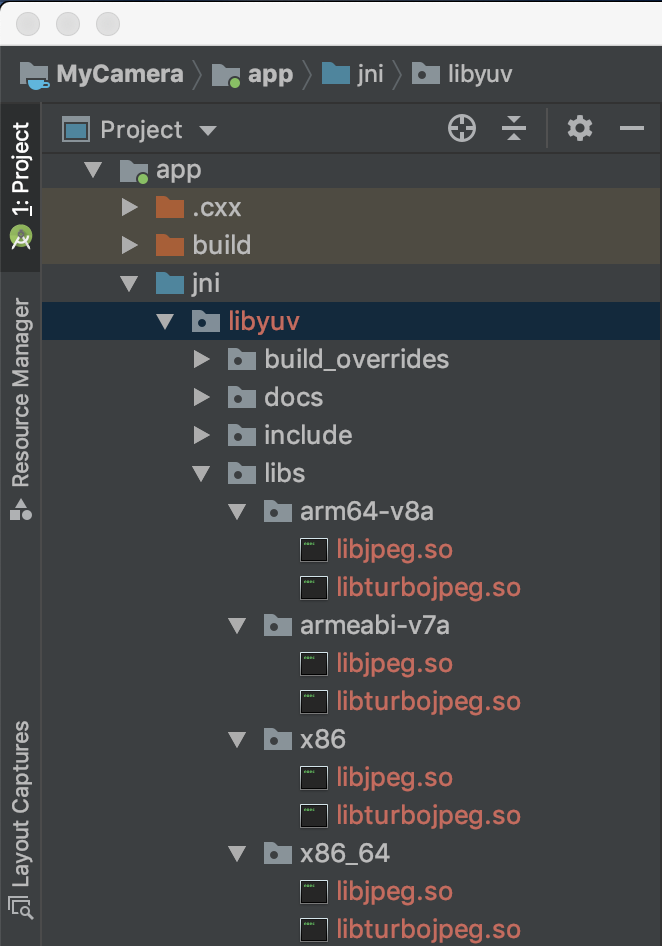 MyCamera app jni libyuv
Project
app
.cxx
build
jni
libyuv
build_overrides
docs
include
libs
arm64-v8a
libjpeg.so
libturbojpeg.so
armeabi-v7a
libjpeg.so
libturbojpeg.so
x86
libjpeg.so
libturbojpeg.so
x86_64
libjpeg.so
libturbojpeg.so
1: Project
Resource Manager
Layout Captures